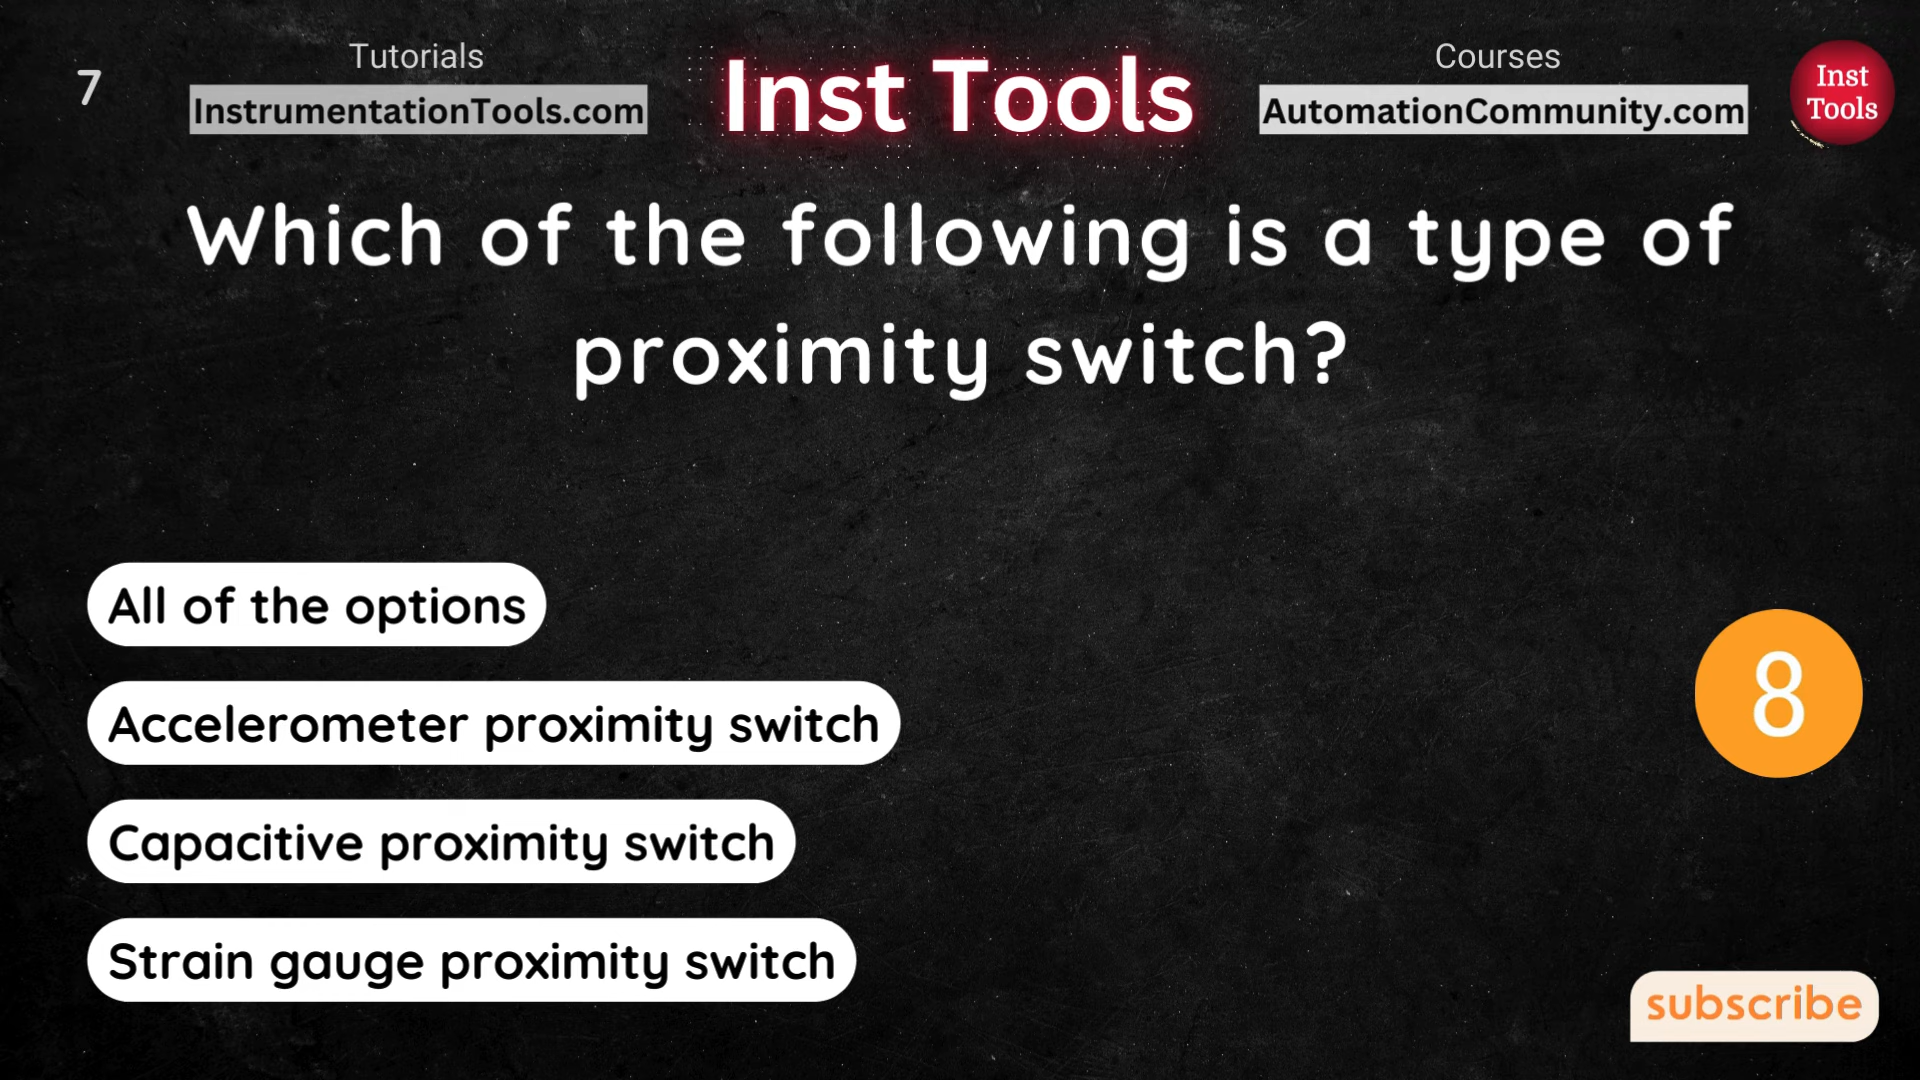 7
Tutorials
InstrumentationTools.com
Inst Tools
Courses
AutomationCommunity.com
Inst
Tools
Which of the following is a type of
proximity switch?
All of the options
Accelerometer proximity switch
Capacitive proximity switch
Strain gauge proximity switch
8
subscribe